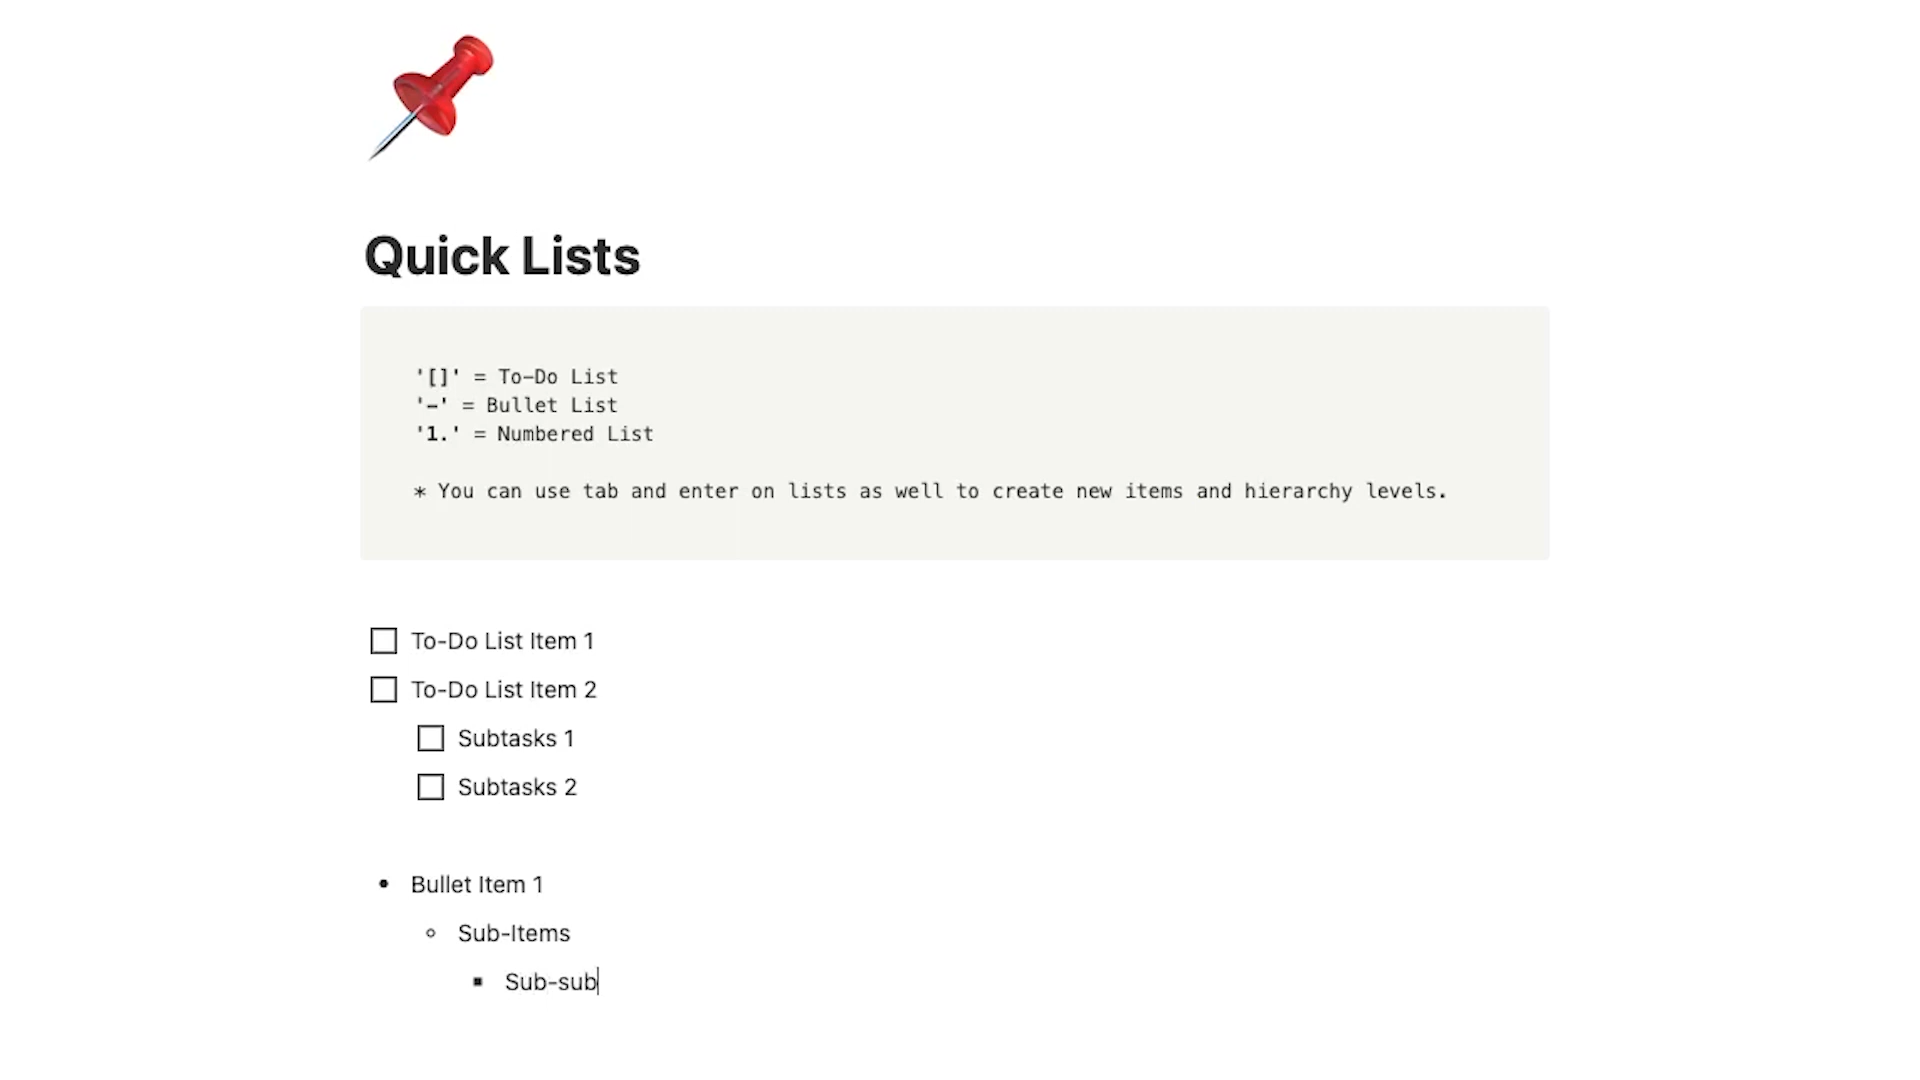 Quick Lists
'[]' = To-Do List
'-' = Bullet List
'1.' = Numbered List
* You can use tab and enter on lists as well to create new items and hierarchy levels.
To-Do List Item 1
To-Do List Item 2
Subtasks 1
Subtasks 2
Bullet Item 1
Sub-Items
Sub-sub